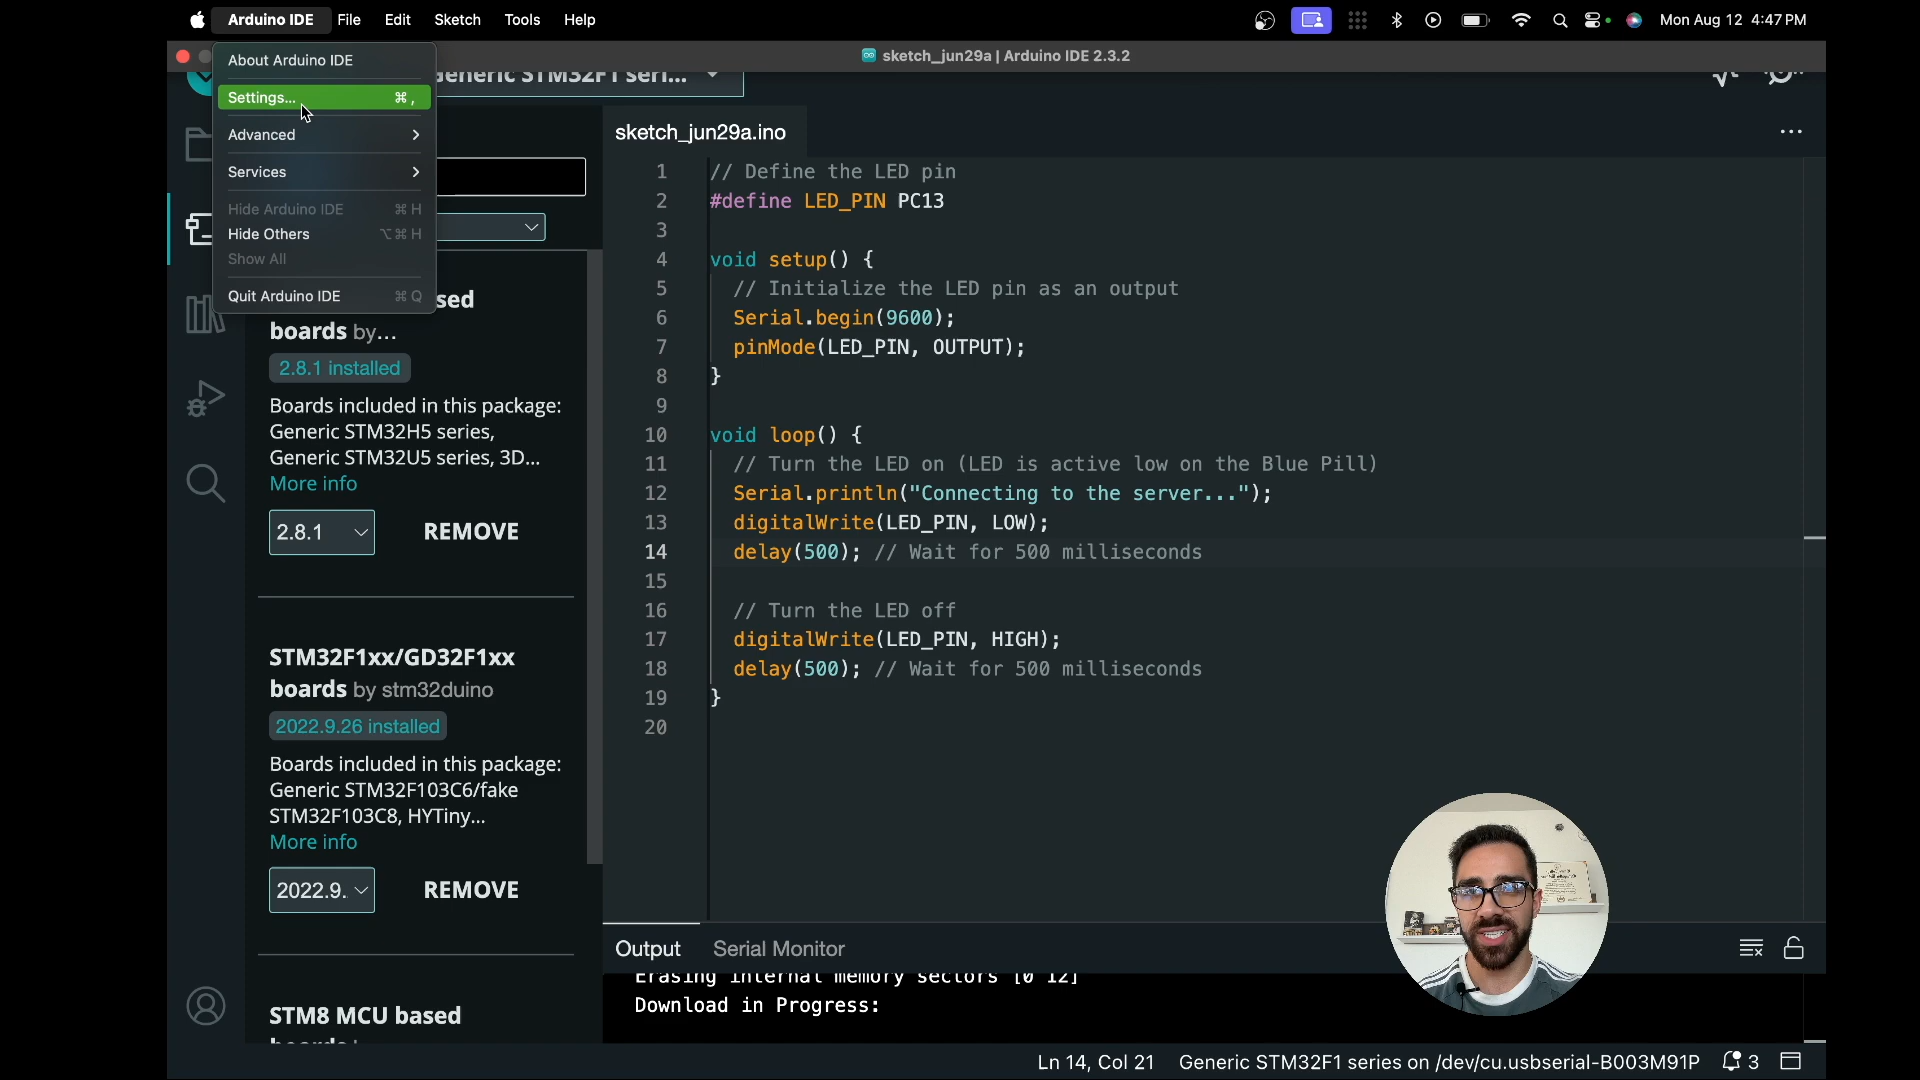 Arduino IDE File Edit Sketch Tools Help
Mon Aug 12 4:47 PM
sketch_jun29a | Arduino IDE 2.3.2
About Arduino IDE
Settings... ⌘ ,
Advanced
Services
Hide Arduino IDE ⌘ H
Hide Others ⌥ ⌘ H
Show All
Quit Arduino IDE ⌘ Q
Generic STM32F1 seri...
boards by...
2.8.1 installed
Boards included in this package:
Generic STM32H5 series,
Generic STM32U5 series, 3D...
More info
2.8.1 REMOVE
STM32F1xx/GD32F1xx
boards by stm32duino
2022.9.26 installed
Boards included in this package:
Generic STM32F103C6/fake
STM32F103C8, HYTiny...
More info
2022.9. REMOVE
STM8 MCU based
sketch_jun29a.ino
1 // Define the LED pin
2 #define LED_PIN PC13
3
4 void setup() {
5 // Initialize the LED pin as an output
6 Serial.begin(9600);
7 pinMode(LED_PIN, OUTPUT);
8 }
9
10 void loop() {
11 // Turn the LED on (LED is active low on the Blue Pill)
12 Serial.println("Connecting to the server...");
13 digitalWrite(LED_PIN, LOW);
14 delay(500); // Wait for 500 milliseconds
15
16 // Turn the LED off
17 digitalWrite(LED_PIN, HIGH);
18 delay(500); // Wait for 500 milliseconds
19 }
20
Output Serial Monitor
Erasing internal memory sectors [0 12]
Download in Progress:
Ln 14, Col 21 Generic STM32F1 series on /dev/cu.usbserial-B003M91P 3